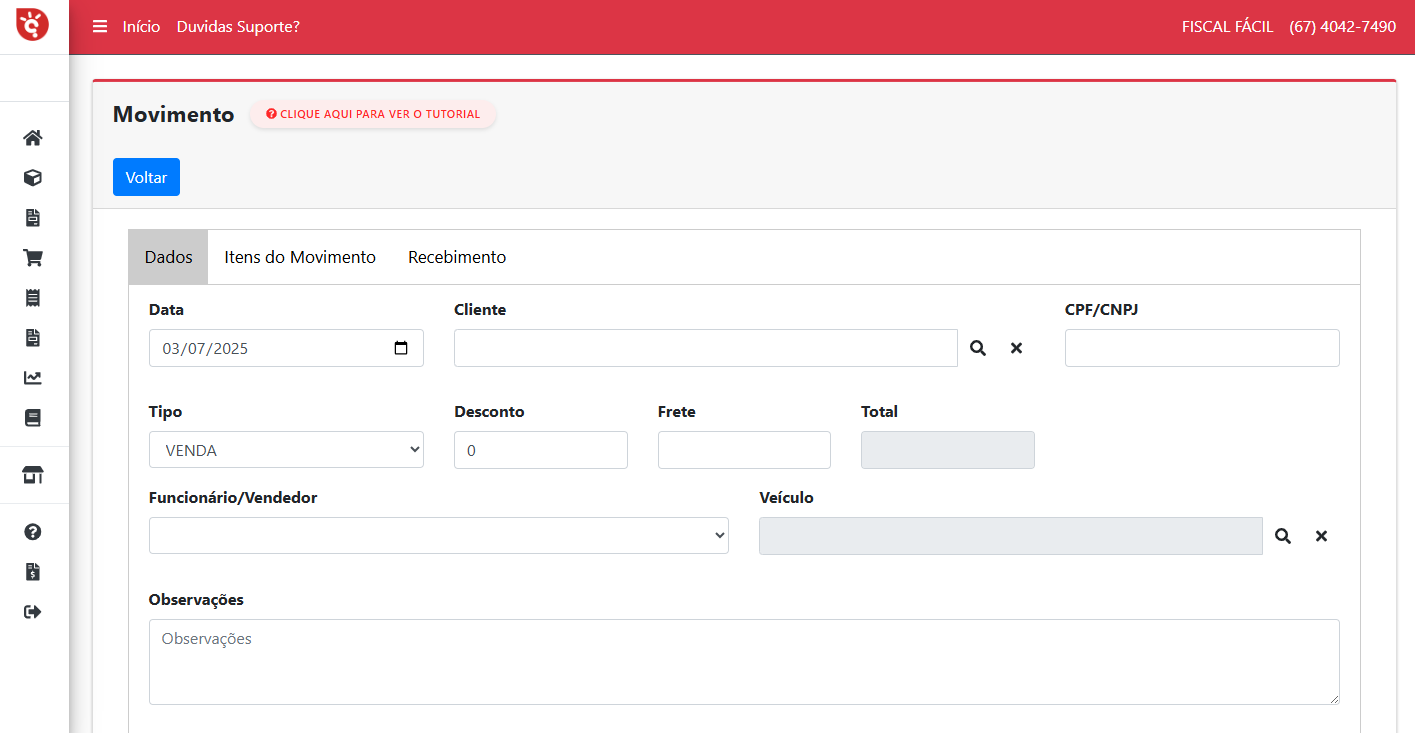 Início Duvidas Suporte? FISCAL FÁCIL (67) 4042-7490
Movimento CLIQUE AQUI PARA VER O TUTORIAL
Voltar
Dados Itens do Movimento Recebimento
Data Cliente CPF/CNPJ
03/07/2025
Tipo Desconto Frete Total
VENDA 0
Funcionário/Vendedor Veículo
Observações
Observações